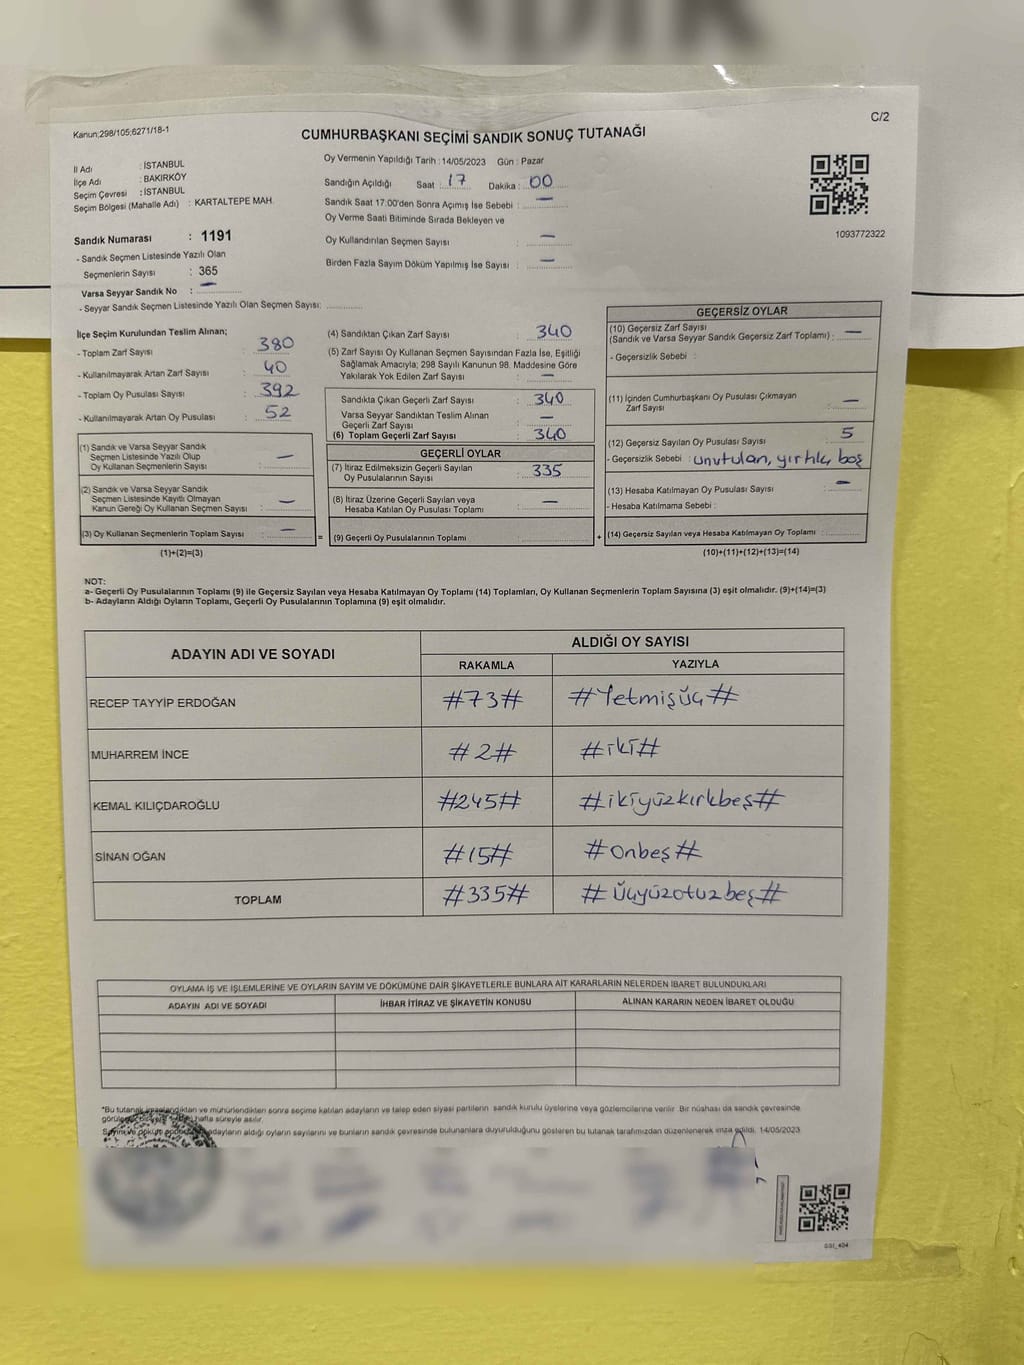 SANDIK
Kanun;298/105;6271/18-1
C/2
CUMHURBAŞKANI SEÇİMİ SANDIK SONUÇ TUTANAĞI
İl Adı : İSTANBUL
İlçe Adı : BAKIRKÖY
Seçim Çevresi : İSTANBUL
Seçim Bölgesi (Mahalle Adı) : KARTALTEPE MAH.
Sandık Numarası : 1191
- Sandık Seçmen Listesinde Yazılı Olan
Seçmenlerin Sayısı : 365
Varsa Seyyar Sandık No : —
- Seyyar Sandık Seçmen Listesinde Yazılı Olan Seçmen Sayısı:
Oy Vermenin Yapıldığı Tarih : 14/05/2023 Gün : Pazar
Sandığın Açıldığı Saat : 17 Dakika : 00
Sandık Saat 17:00'den Sonra Açımış İse Sebebi : —
Oy Verme Saati Bitiminde Sırada Bekleyen ve
Oy Kullandırılan Seçmen Sayısı : —
Birden Fazla Sayım Döküm Yapılmış İse Sayısı : —
1093772322
İlçe Seçim Kurulundan Teslim Alınan;
- Toplam Zarf Sayısı : 380
- Kullanılmayarak Artan Zarf Sayısı : 40
- Toplam Oy Pusulası Sayısı : 392
- Kullanılmayarak Artan Oy Pusulası : 52
(1) Sandık ve Varsa Seyyar Sandık
Seçmen Listesinde Yazılı Olup
Oy Kullanan Seçmenlerin Sayısı : —
(2) Sandık ve Varsa Seyyar Sandık
Seçmen Listesinde Kayıtlı Olmayan
Kanun Gereği Oy Kullanan Seçmen Sayısı : —
(3) Oy Kullanan Seçmenlerin Toplam Sayısı : —
(1)+(2)=(3)
(4) Sandıktan Çıkan Zarf Sayısı : 340
(5) Zarf Sayısı Oy Kullanan Seçmen Sayısından Fazla İse, Eşitliği
Sağlamak Amacıyla; 298 Sayılı Kanunun 98. Maddesine Göre
Yakılarak Yok Edilen Zarf Sayısı : —
Sandıkta Çıkan Geçerli Zarf Sayısı : 340
Varsa Seyyar Sandıktan Teslim Alınan
Geçerli Zarf Sayısı : —
(6) Toplam Geçerli Zarf Sayısı : 340
GEÇERLİ OYLAR
(7) İtiraz Edilmeksizin Geçerli Sayılan
Oy Pusulalarının Sayısı : 335
(8) İtiraz Üzerine Geçerli Sayılan veya
Hesaba Katılan Oy Pusulası Toplamı : —
= (9) Geçerli Oy Pusulalarının Toplamı :
GEÇERSİZ OYLAR
(10) Geçersiz Zarf Sayısı
(Sandık ve Varsa Seyyar Sandık Geçersiz Zarf Toplamı) : —
- Geçersizlik Sebebi :
(11) İçinden Cumhurbaşkanı Oy Pusulası Çıkmayan
Zarf Sayısı : —
(12) Geçersiz Sayılan Oy Pusulası Sayısı : 5
- Geçersizlik Sebebi : unutulan, yırtık, boş
(13) Hesaba Katılmayan Oy Pusulası Sayısı : —
- Hesaba Katılmama Sebebi :
+ (14) Geçersiz Sayılan veya Hesaba Katılmayan Oy Toplamı :
(10)+(11)+(12)+(13)=(14)
NOT:
a- Geçerli Oy Pusulalarının Toplamı (9) ile Geçersiz Sayılan veya Hesaba Katılmayan Oy Toplamı (14) Toplamları, Oy Kullanan Seçmenlerin Toplam Sayısına (3) eşit olmalıdır. (9)+(14)=(3)
b- Adayların Aldığı Oyların Toplamı, Geçerli Oy Pusulalarının Toplamına (9) eşit olmalıdır.
ADAYIN ADI VE SOYADI
ALDIĞI OY SAYISI
RAKAMLA YAZIYLA
RECEP TAYYİP ERDOĞAN #73# #Yetmişüç#
MUHARREM İNCE #2# #iki#
KEMAL KILIÇDAROĞLU #245# #ikiyüzkırkbeş#
SİNAN OĞAN #15# #Onbeş#
TOPLAM #335# #Üçyüzotuzbeş#
OYLAMA İŞ VE İŞLEMLERİNE VE OYLARIN SAYIM VE DÖKÜMÜNE DAİR ŞİKAYETLERLE BUNLARA AİT KARARLARIN NELERDEN İBARET BULUNDUKLARI
ADAYIN ADI VE SOYADI İHBAR İTİRAZ VE ŞİKAYETİN KONUSU ALINAN KARARIN NEDEN İBARET OLDUĞU
*Bu tutanak imzalandıktan ve mühürlendikten sonra seçime katılan adayların ve talep eden siyasi partilerin sandık kurulu üyelerine veya gözlemcilerine verilir. Bir nüshası da sandık çevresinde
hafta süreyle asılır.
adayların aldığı oyların sayılarını ve bunların sandık çevresinde bulunanlara duyurulduğunu gösteren bu tutanak tarafımızdan düzenlenerek imza edildi. 14/05/2023